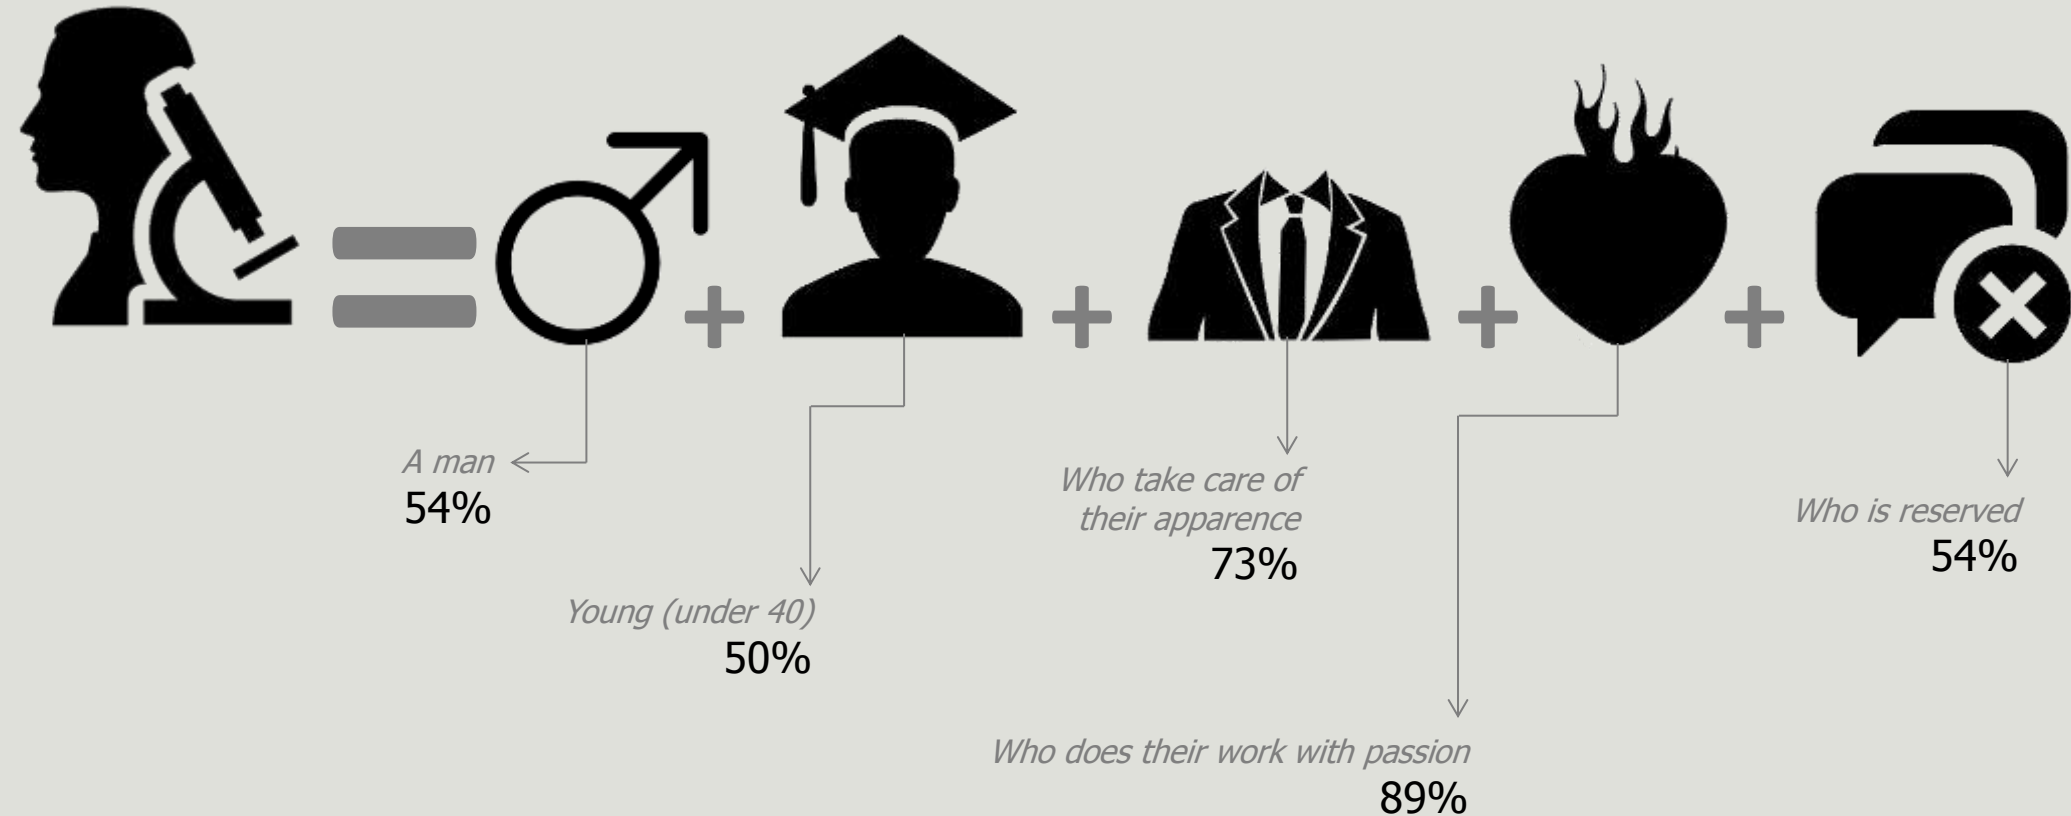 A man
54%
Young (under 40)
50%
Who take care of
their apparence
73%
Who does their work with passion
89%
Who is reserved
54%